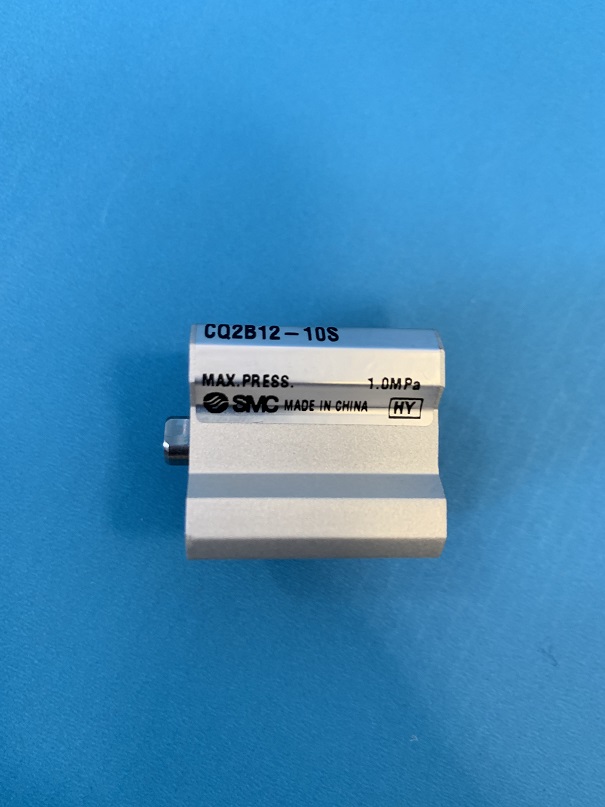 CQ2B12-10S
MAX.PRESS. 1.0MPa
SMC MADE IN CHINA HY